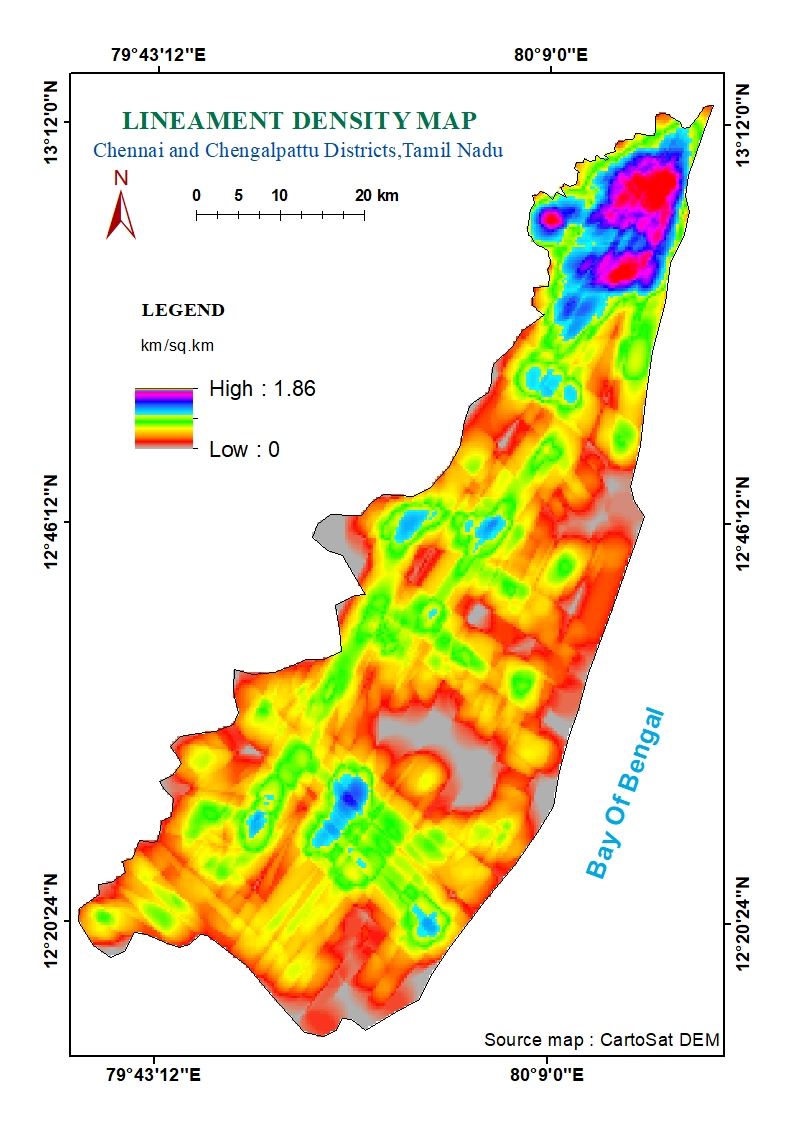 79°43'12"E 80°9'0"E
13°12'0"N
13°12'0"N
LINEAMENT DENSITY MAP
Chennai and Chengalpattu Districts,Tamil Nadu
N
0 5 10 20 km
LEGEND
km/sq.km
High : 1.86
Low : 0
12°46'12"N
12°46'12"N
Bay Of Bengal
12°20'24"N
12°20'24"N
Source map : CartoSat DEM
79°43'12"E 80°9'0"E